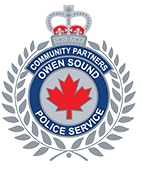 COMMUNITY PARTNERS
OWEN SOUND
POLICE SERVICE